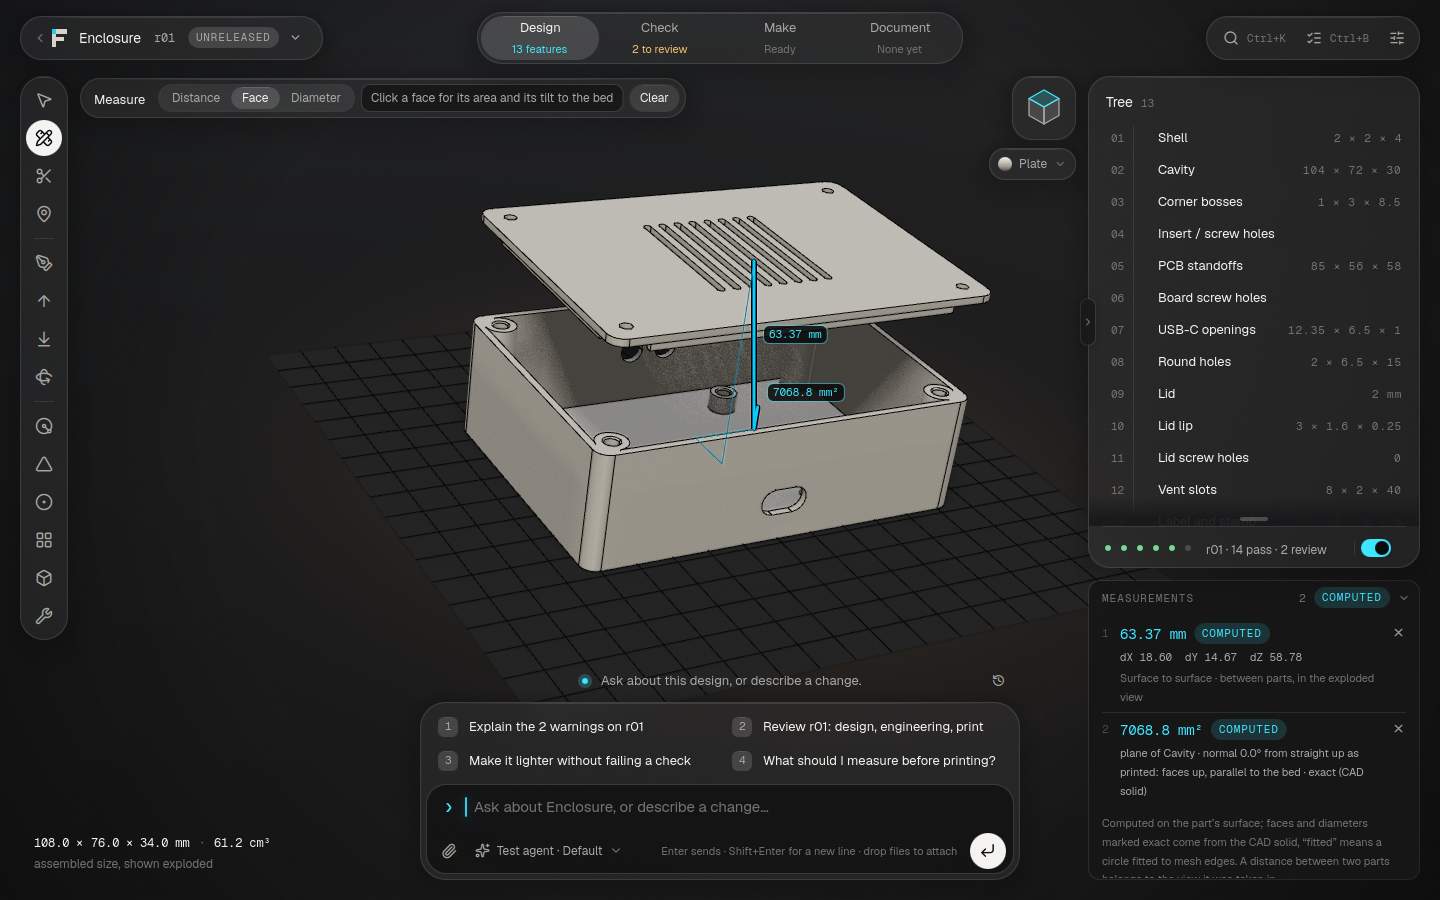 Enclosure r01 UNRELEASED
Design
13 features
Check
2 to review
Make
Ready
Document
None yet
Ctrl+K Ctrl+B
Measure Distance Face Diameter Click a face for its area and its tilt to the bed Clear
Plate
63.37 mm
7068.8 mm²
Tree 13
01 Shell 2 × 2 × 4
02 Cavity 104 × 72 × 30
03 Corner bosses 1 × 3 × 8.5
04 Insert / screw holes
05 PCB standoffs 85 × 56 × 58
06 Board screw holes
07 USB-C openings 12.35 × 6.5 × 1
08 Round holes 2 × 6.5 × 15
09 Lid 2 mm
10 Lid lip 3 × 1.6 × 0.25
11 Lid screw holes 0
12 Vent slots 8 × 2 × 40
r01 · 14 pass · 2 review
MEASUREMENTS 2 COMPUTED
1 63.37 mm COMPUTED
dX 18.60 dY 14.67 dZ 58.78
Surface to surface · between parts, in the exploded
view
2 7068.8 mm² COMPUTED
plane of Cavity · normal 0.0° from straight up as
printed: faces up, parallel to the bed · exact (CAD
solid)
Computed on the part's surface; faces and diameters
marked exact come from the CAD solid, “fitted” means a
circle fitted to mesh edges. A distance between two parts
belongs to the view it was taken in.
Ask about this design, or describe a change.
1 Explain the 2 warnings on r01
2 Review r01: design, engineering, print
3 Make it lighter without failing a check
4 What should I measure before printing?
Ask about Enclosure, or describe a change…
Test agent · Default
Enter sends · Shift+Enter for a new line · drop files to attach
108.0 × 76.0 × 34.0 mm · 61.2 cm³
assembled size, shown exploded